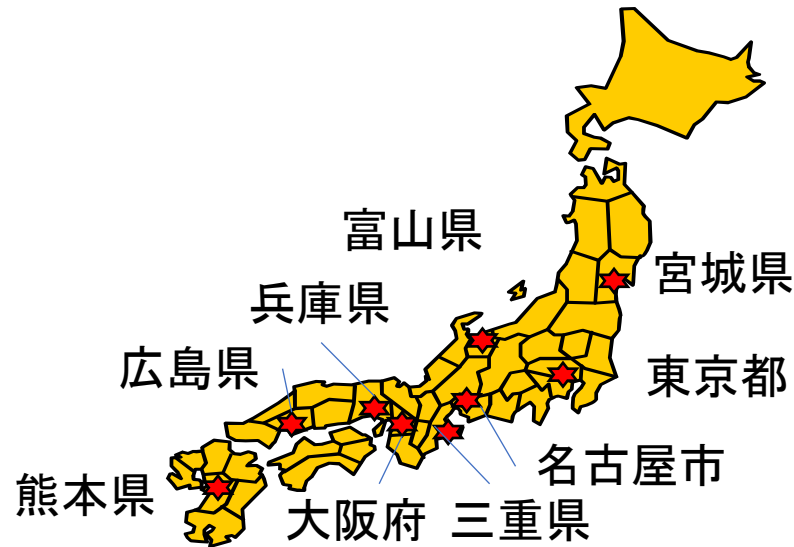 富山県
宮城県
兵庫県
広島県
東京都
名古屋市
熊本県
大阪府
三重県